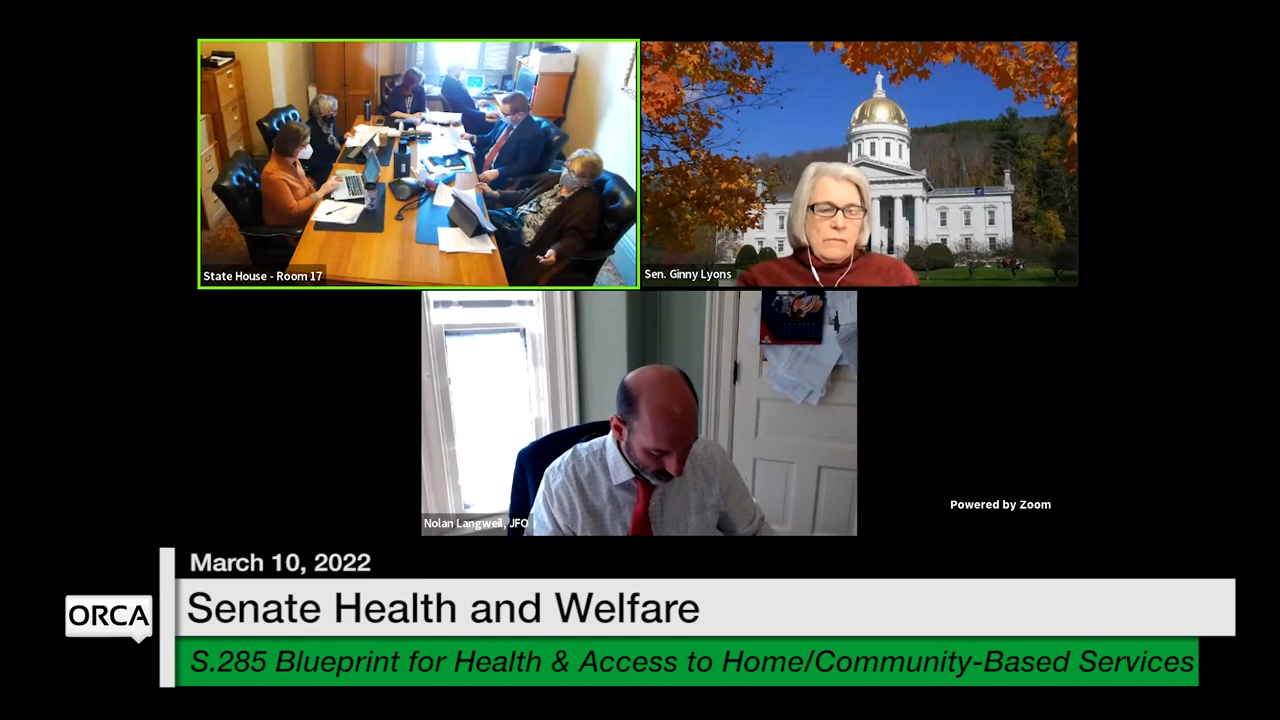 State House - Room 17
Sen. Ginny Lyons
Nolan Langweil, JFO
Powered by Zoom
March 10, 2022
ORCA
Senate Health and Welfare
S.285 Blueprint for Health & Access to Home/Community-Based Services